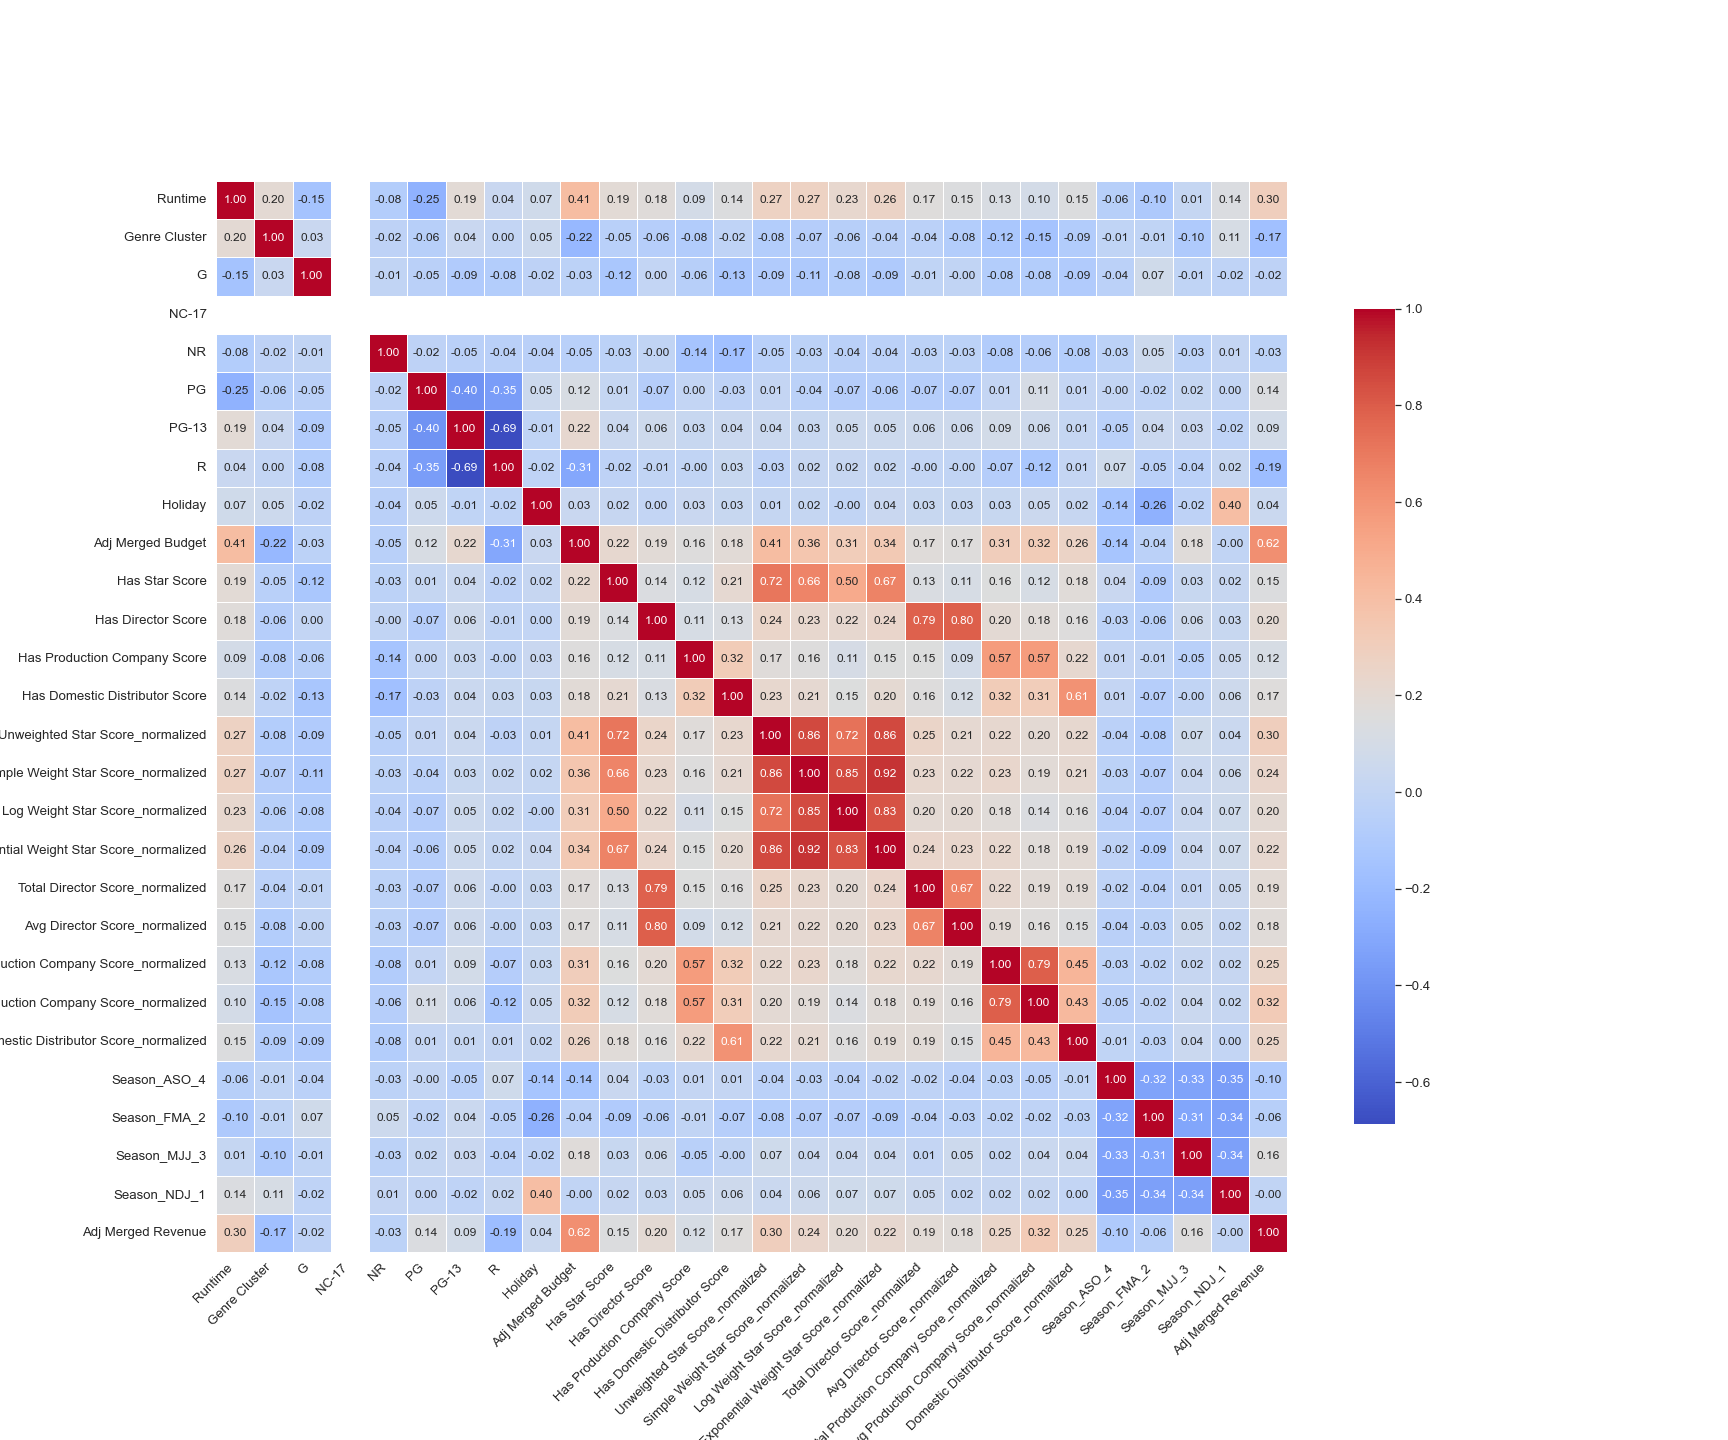 Runtime 1.00 0.20 -0.15 -0.08 -0.25 0.19 0.04 0.07 0.41 0.19 0.18 0.09 0.14 0.27 0.27 0.23 0.26 0.17 0.15 0.13 0.10 0.15 -0.06 -0.10 0.01 0.14 0.30
Genre Cluster 0.20 1.00 0.03 -0.02 -0.06 0.04 0.00 0.05 -0.22 -0.05 -0.06 -0.08 -0.02 -0.08 -0.07 -0.06 -0.04 -0.04 -0.08 -0.12 -0.15 -0.09 -0.01 -0.01 -0.10 0.11 -0.17
G -0.15 0.03 1.00 -0.01 -0.05 -0.09 -0.08 -0.02 -0.03 -0.12 0.00 -0.06 -0.13 -0.09 -0.11 -0.08 -0.09 -0.01 -0.00 -0.08 -0.08 -0.09 -0.04 0.07 -0.01 -0.02 -0.02
NC-17
NR -0.08 -0.02 -0.01 1.00 -0.02 -0.05 -0.04 -0.04 -0.05 -0.03 -0.00 -0.14 -0.17 -0.05 -0.03 -0.04 -0.04 -0.03 -0.03 -0.08 -0.06 -0.08 -0.03 0.05 -0.03 0.01 -0.03
PG -0.25 -0.06 -0.05 -0.02 1.00 -0.40 -0.35 0.05 0.12 0.01 -0.07 0.00 -0.03 0.01 -0.04 -0.07 -0.06 -0.07 -0.07 0.01 0.11 0.01 -0.00 -0.02 0.02 0.00 0.14
PG-13 0.19 0.04 -0.09 -0.05 -0.40 1.00 -0.69 -0.01 0.22 0.04 0.06 0.03 0.04 0.04 0.03 0.05 0.05 0.06 0.06 0.09 0.06 0.01 -0.05 0.04 0.03 -0.02 0.09
R 0.04 0.00 -0.08 -0.04 -0.35 -0.69 1.00 -0.02 -0.31 -0.02 -0.01 -0.00 0.03 -0.03 0.02 0.02 0.02 -0.00 -0.00 -0.07 -0.12 0.01 0.07 -0.05 -0.04 0.02 -0.19
Holiday 0.07 0.05 -0.02 -0.04 0.05 -0.01 -0.02 1.00 0.03 0.02 0.00 0.03 0.03 0.01 0.02 -0.00 0.04 0.03 0.03 0.03 0.05 0.02 -0.14 -0.26 -0.02 0.40 0.04
Adj Merged Budget 0.41 -0.22 -0.03 -0.05 0.12 0.22 -0.31 0.03 1.00 0.22 0.19 0.16 0.18 0.41 0.36 0.31 0.34 0.17 0.17 0.31 0.32 0.26 -0.14 -0.04 0.18 -0.00 0.62
Has Star Score 0.19 -0.05 -0.12 -0.03 0.01 0.04 -0.02 0.02 0.22 1.00 0.14 0.12 0.21 0.72 0.66 0.50 0.67 0.13 0.11 0.16 0.12 0.18 0.04 -0.09 0.03 0.02 0.15
Has Director Score 0.18 -0.06 0.00 -0.00 -0.07 0.06 -0.01 0.00 0.19 0.14 1.00 0.11 0.13 0.24 0.23 0.22 0.24 0.79 0.80 0.20 0.18 0.16 -0.03 -0.06 0.06 0.03 0.20
Has Production Company Score 0.09 -0.08 -0.06 -0.14 0.00 0.03 -0.00 0.03 0.16 0.12 0.11 1.00 0.32 0.17 0.16 0.11 0.15 0.15 0.09 0.57 0.57 0.22 0.01 -0.01 -0.05 0.05 0.12
Has Domestic Distributor Score 0.14 -0.02 -0.13 -0.17 -0.03 0.04 0.03 0.03 0.18 0.21 0.13 0.32 1.00 0.23 0.21 0.15 0.20 0.16 0.12 0.32 0.31 0.61 0.01 -0.07 -0.00 0.06 0.17
Unweighted Star Score_normalized 0.27 -0.08 -0.09 -0.05 0.01 0.04 -0.03 0.01 0.41 0.72 0.24 0.17 0.23 1.00 0.86 0.72 0.86 0.25 0.21 0.22 0.20 0.22 -0.04 -0.08 0.07 0.04 0.30
mple Weight Star Score_normalized 0.27 -0.07 -0.11 -0.03 -0.04 0.03 0.02 0.02 0.36 0.66 0.23 0.16 0.21 0.86 1.00 0.85 0.92 0.23 0.22 0.23 0.19 0.21 -0.03 -0.07 0.04 0.06 0.24
Log Weight Star Score_normalized 0.23 -0.06 -0.08 -0.04 -0.07 0.05 0.02 -0.00 0.31 0.50 0.22 0.11 0.15 0.72 0.85 1.00 0.83 0.20 0.20 0.18 0.14 0.16 -0.04 -0.07 0.04 0.07 0.20
ntial Weight Star Score_normalized 0.26 -0.04 -0.09 -0.04 -0.06 0.05 0.02 0.04 0.34 0.67 0.24 0.15 0.20 0.86 0.92 0.83 1.00 0.24 0.23 0.22 0.18 0.19 -0.02 -0.09 0.04 0.07 0.22
Total Director Score_normalized 0.17 -0.04 -0.01 -0.03 -0.07 0.06 -0.00 0.03 0.17 0.13 0.79 0.15 0.16 0.25 0.23 0.20 0.24 1.00 0.67 0.22 0.19 0.19 -0.02 -0.04 0.01 0.05 0.19
Avg Director Score_normalized 0.15 -0.08 -0.00 -0.03 -0.07 0.06 -0.00 0.03 0.17 0.11 0.80 0.09 0.12 0.21 0.22 0.20 0.23 0.67 1.00 0.19 0.16 0.15 -0.04 -0.03 0.05 0.02 0.18
uction Company Score_normalized 0.13 -0.12 -0.08 -0.08 0.01 0.09 -0.07 0.03 0.31 0.16 0.20 0.57 0.32 0.22 0.23 0.18 0.22 0.22 0.19 1.00 0.79 0.45 -0.03 -0.02 0.02 0.02 0.25
uction Company Score_normalized 0.10 -0.15 -0.08 -0.06 0.11 0.06 -0.12 0.05 0.32 0.12 0.18 0.57 0.31 0.20 0.19 0.14 0.18 0.19 0.16 0.79 1.00 0.43 -0.05 -0.02 0.04 0.02 0.32
mestic Distributor Score_normalized 0.15 -0.09 -0.09 -0.08 0.01 0.01 0.01 0.02 0.26 0.18 0.16 0.22 0.61 0.22 0.21 0.16 0.19 0.19 0.15 0.45 0.43 1.00 -0.01 -0.03 0.04 0.00 0.25
Season_ASO_4 -0.06 -0.01 -0.04 -0.03 -0.00 -0.05 0.07 -0.14 -0.14 0.04 -0.03 0.01 0.01 -0.04 -0.03 -0.04 -0.02 -0.02 -0.04 -0.03 -0.05 -0.01 1.00 -0.32 -0.33 -0.35 -0.10
Season_FMA_2 -0.10 -0.01 0.07 0.05 -0.02 0.04 -0.05 -0.26 -0.04 -0.09 -0.06 -0.01 -0.07 -0.08 -0.07 -0.07 -0.09 -0.04 -0.03 -0.02 -0.02 -0.03 -0.32 1.00 -0.31 -0.34 -0.06
Season_MJJ_3 0.01 -0.10 -0.01 -0.03 0.02 0.03 -0.04 -0.02 0.18 0.03 0.06 -0.05 -0.00 0.07 0.04 0.04 0.04 0.01 0.05 0.02 0.04 0.04 -0.33 -0.31 1.00 -0.34 0.16
Season_NDJ_1 0.14 0.11 -0.02 0.01 0.00 -0.02 0.02 0.40 -0.00 0.02 0.03 0.05 0.06 0.04 0.06 0.07 0.07 0.05 0.02 0.02 0.02 0.00 -0.35 -0.34 -0.34 1.00 -0.00
Adj Merged Revenue 0.30 -0.17 -0.02 -0.03 0.14 0.09 -0.19 0.04 0.62 0.15 0.20 0.12 0.17 0.30 0.24 0.20 0.22 0.19 0.18 0.25 0.32 0.25 -0.10 -0.06 0.16 -0.00 1.00
Runtime
Genre Cluster
G
NC-17
NR
PG
PG-13
R
Holiday
Adj Merged Budget
Has Star Score
Has Director Score
Has Production Company Score
Has Domestic Distributor Score
Unweighted Star Score_normalized
Simple Weight Star Score_normalized
Log Weight Star Score_normalized
Exponential Weight Star Score_normalized
Total Director Score_normalized
Avg Director Score_normalized
tal Production Company Score_normalized
vg Production Company Score_normalized
Domestic Distributor Score_normalized
Season_ASO_4
Season_FMA_2
Season_MJJ_3
Season_NDJ_1
Adj Merged Revenue
1.0
0.8
0.6
0.4
0.2
0.0
−0.2
−0.4
−0.6